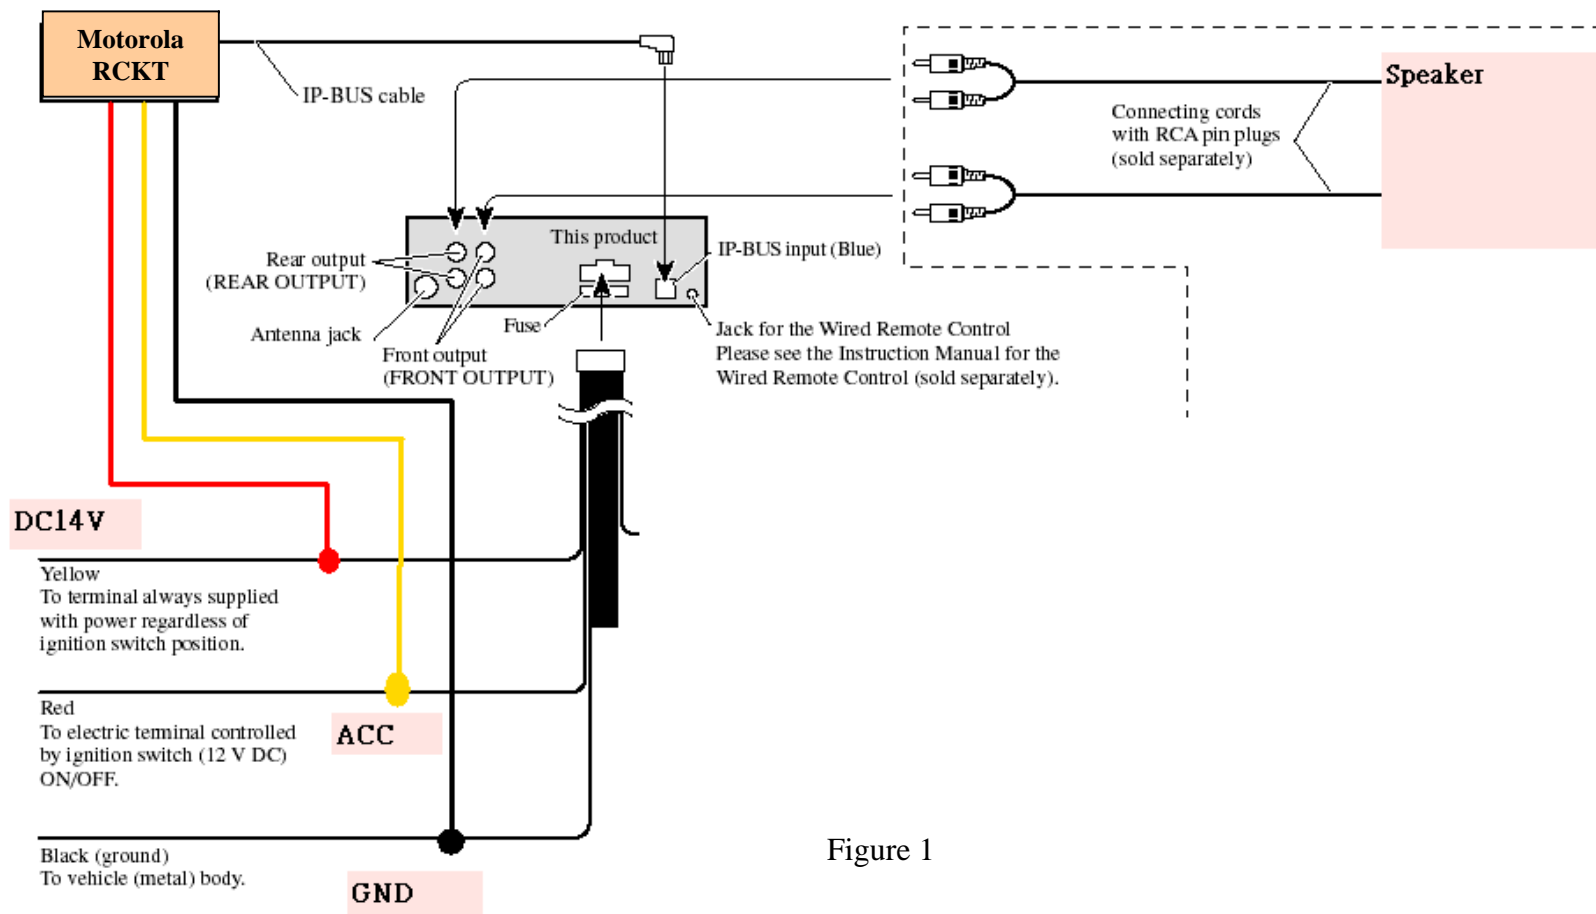 Motorola
RCKT
IP-BUS cable
Speaker
Connecting cords
with RCA pin plugs
(sold separately)
This product
IP-BUS input (Blue)
Rear output
(REAR OUTPUT)
Antenna jack
Fuse
Front output
(FRONT OUTPUT)
Jack for the Wired Remote Control
Please see the Instruction Manual for the
Wired Remote Control (sold separately).
DC14V
Yellow
To terminal always supplied
with power regardless of
ignition switch position.
Red
To electric terminal controlled
by ignition switch (12 V DC)
ON/OFF.
ACC
Black (ground)
To vehicle (metal) body.
GND
Figure 1